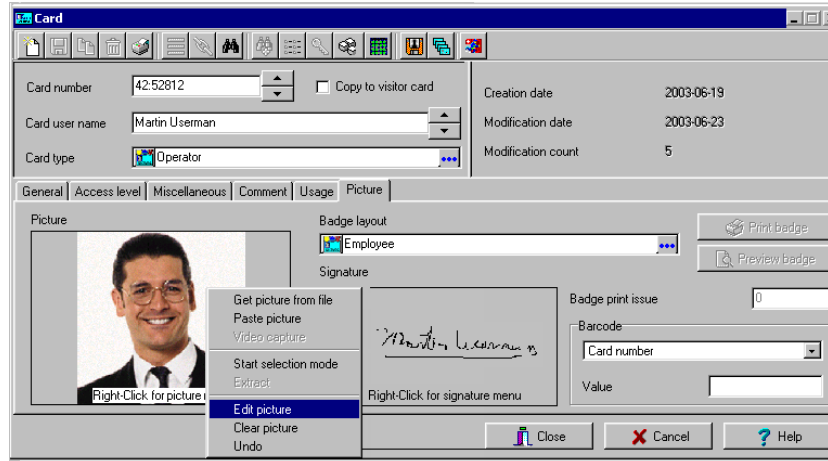 Card
Card number
42:52812
Copy to visitor card
Card user name
Martin Userman
Card type
Operator
Creation date
2003-06-19
Modification date
2003-06-23
Modification count
5
General
Access level
Miscellaneous
Comment
Usage
Picture
Picture
Right-Click for picture
Badge layout
Employee
Signature
Right-Click for signature menu
Print badge
Preview badge
Badge print issue
0
Barcode
Card number
Value
Get picture from file
Paste picture
Video capture
Start selection mode
Extract
Edit picture
Clear picture
Undo
Close
Cancel
Help